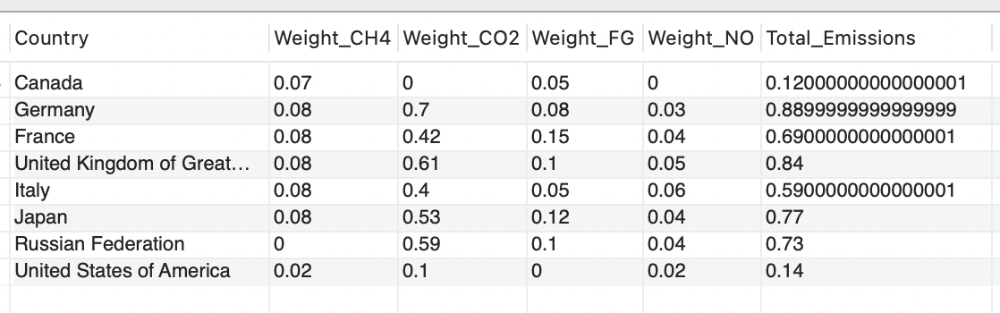 Country Weight_CH4 Weight_CO2 Weight_FG Weight_NO Total_Emissions
Canada 0.07 0 0.05 0 0.12000000000000001
Germany 0.08 0.7 0.08 0.03 0.8899999999999999
France 0.08 0.42 0.15 0.04 0.6900000000000001
United Kingdom of Great... 0.08 0.61 0.1 0.05 0.84
Italy 0.08 0.4 0.05 0.06 0.5900000000000001
Japan 0.08 0.53 0.12 0.04 0.77
Russian Federation 0 0.59 0.1 0.04 0.73
United States of America 0.02 0.1 0 0.02 0.14